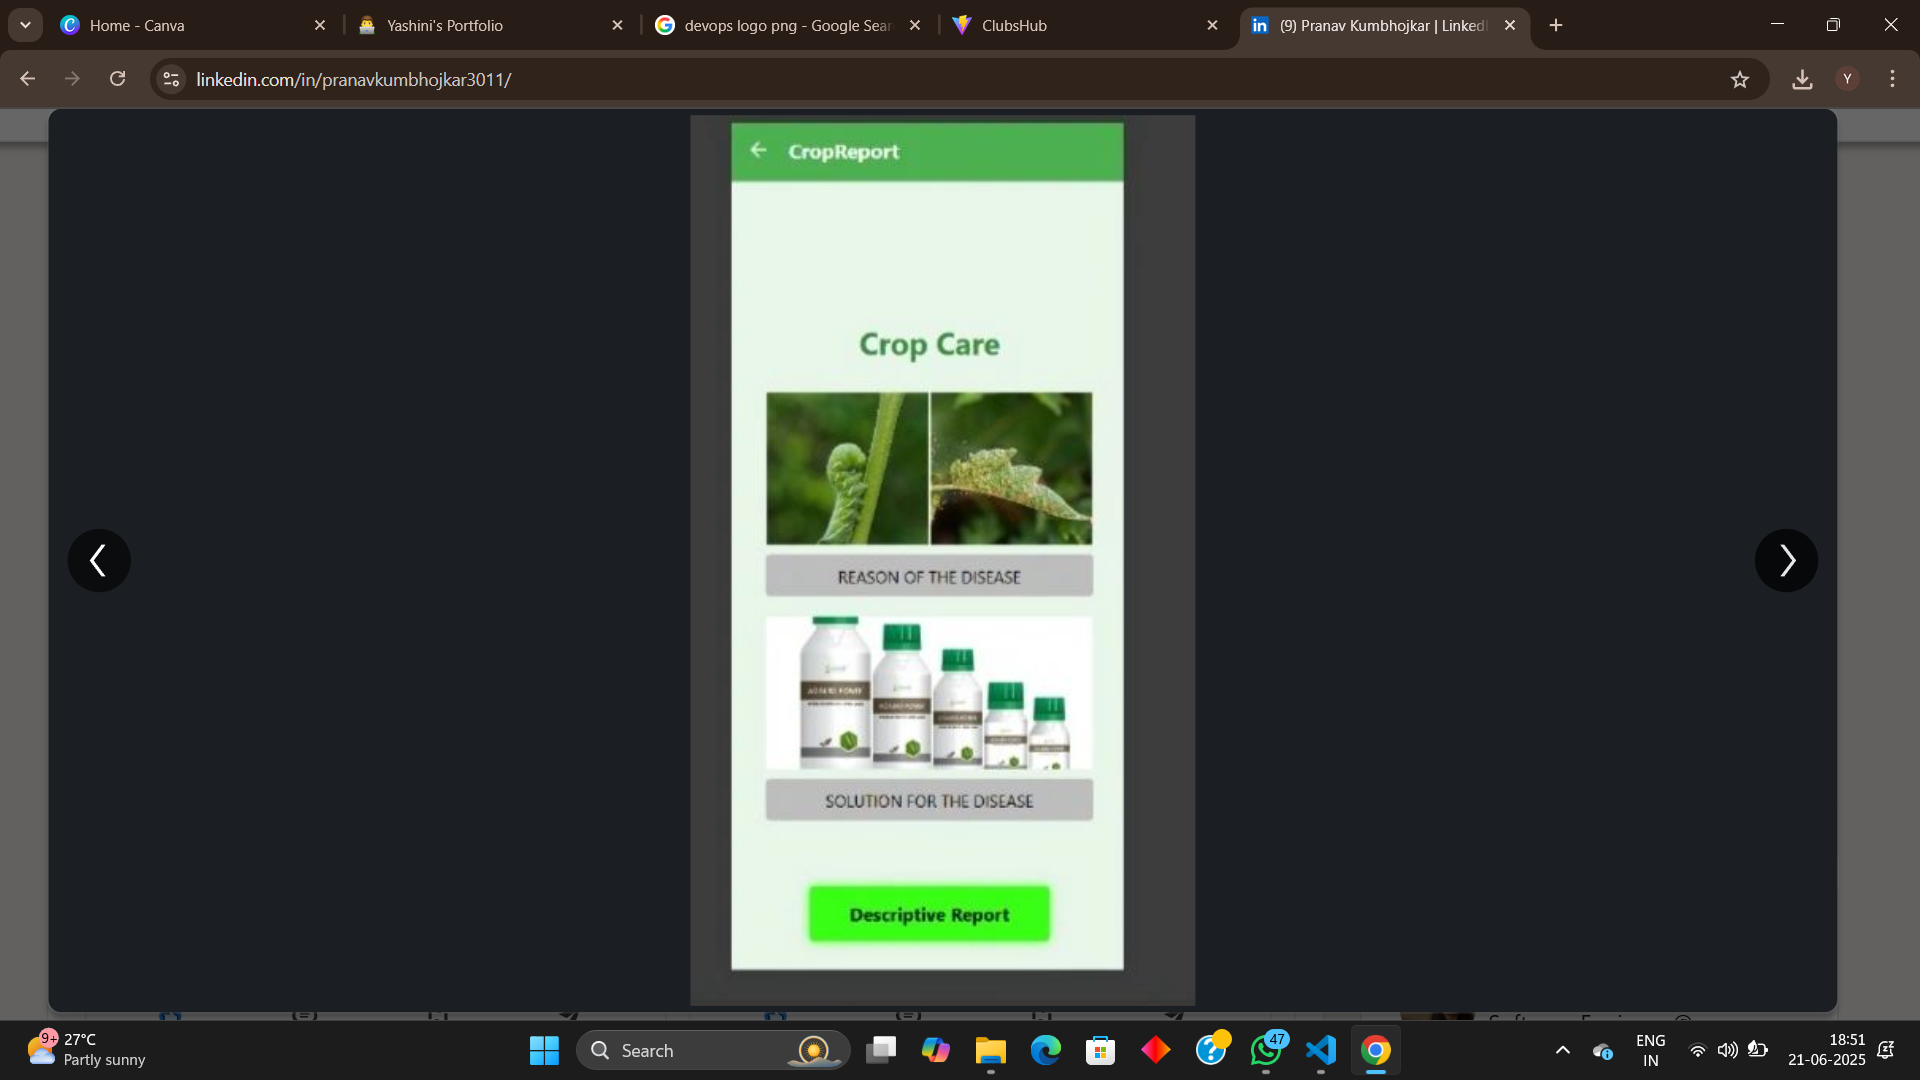 Home - Canva
Yashini's Portfolio
devops logo png - Google Sear
ClubsHub
in
(9) Pranav Kumbhojkar | LinkedI
linkedin.com/in/pranavkumbhojkar3011/
Y
CropReport
Crop Care
REASON OF THE DISEASE
SOLUTION FOR THE DISEASE
Descriptive Report
9+
27°C
Partly sunny
Search
47
ENG
IN
18:51
21-06-2025